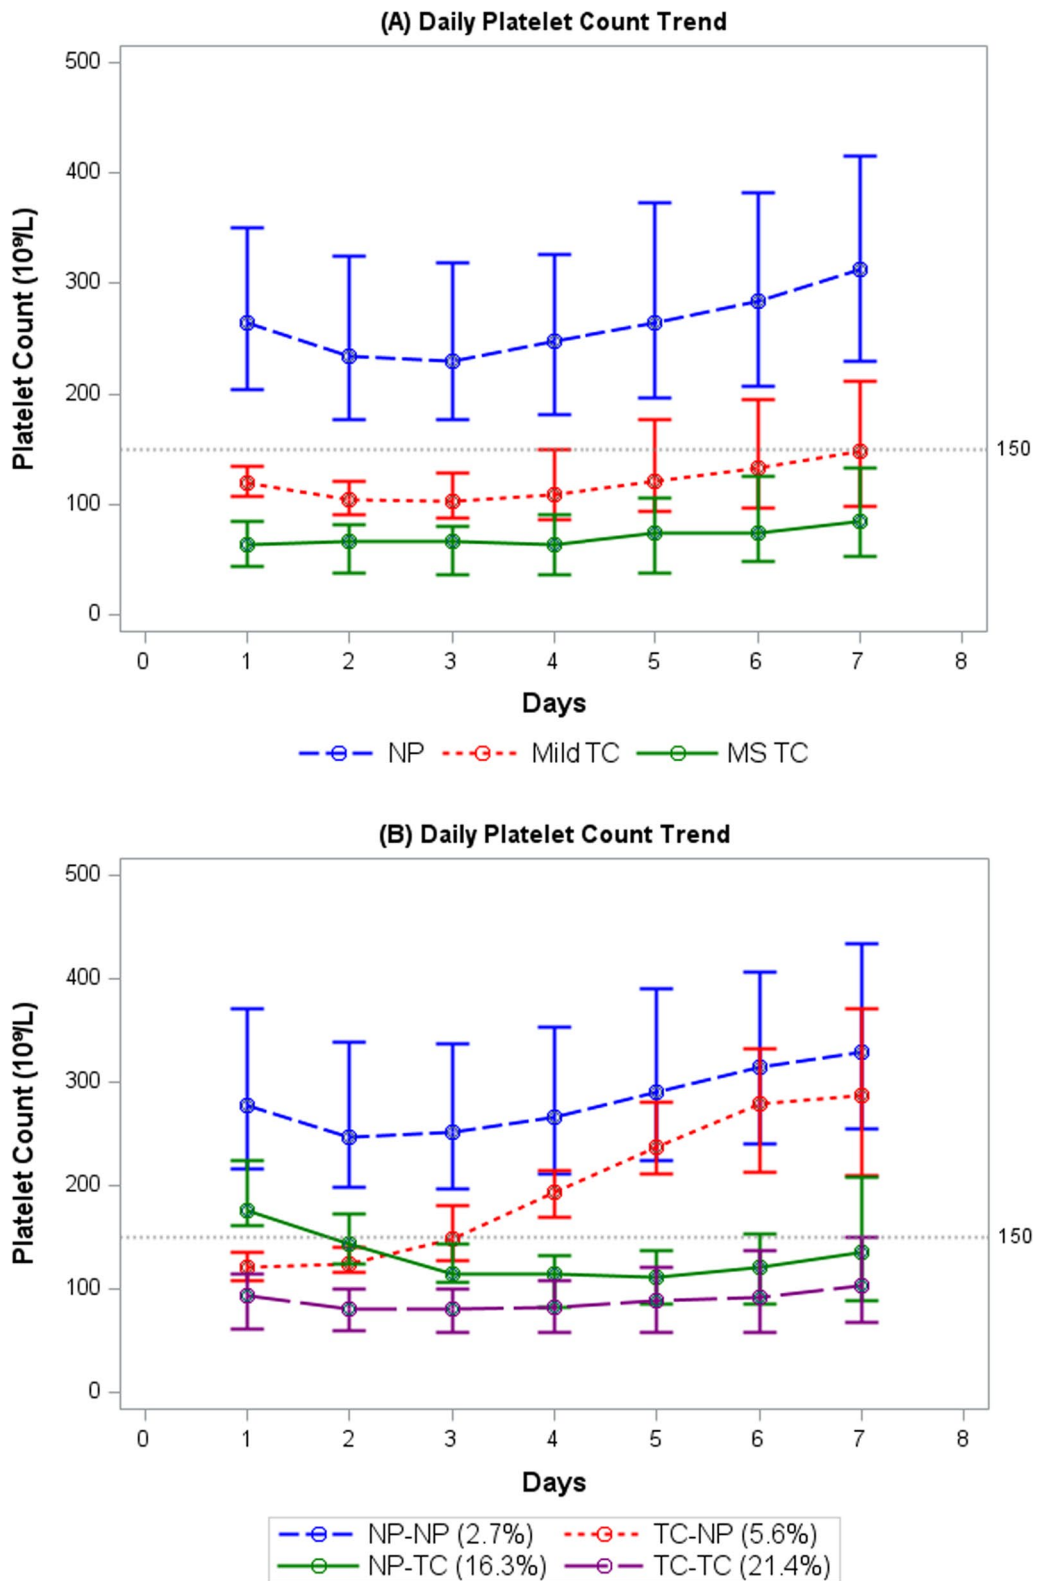 (A) Daily Platelet Count Trend
Platelet Count (10⁹/L)
500
400
300
200
100
0
150
0 1 2 3 4 5 6 7 8
Days
NP Mild TC MS TC
(B) Daily Platelet Count Trend
Platelet Count (10⁹/L)
500
400
300
200
100
0
150
0 1 2 3 4 5 6 7 8
Days
NP-NP (2.7%) TC-NP (5.6%)
NP-TC (16.3%) TC-TC (21.4%)